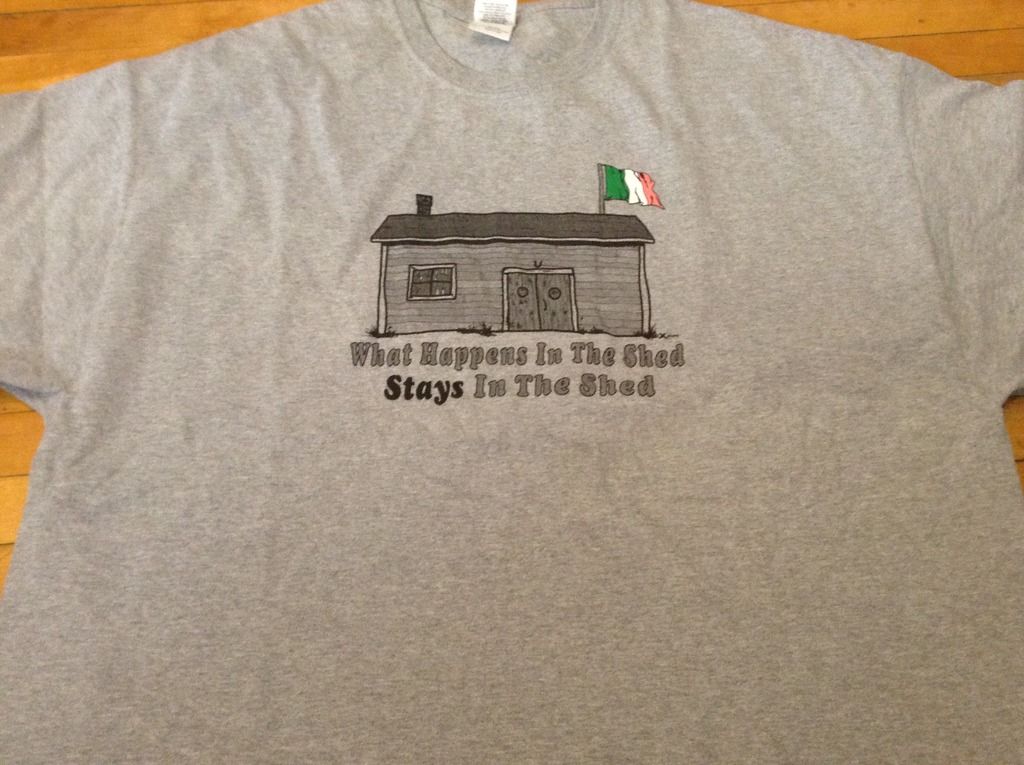 What Happens In The Shed
Stays In The Shed